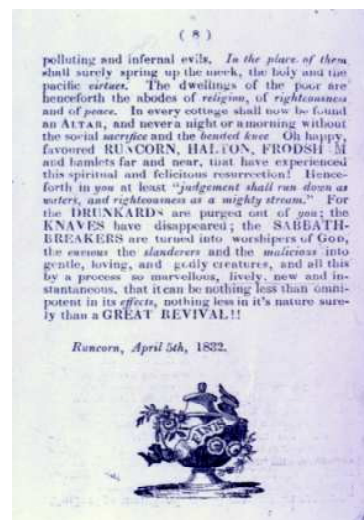 ( 8 )
polluting and infernal evils. In the place of them
shall surely spring up the meek, the holy and the
pacific virtues. The dwellings of the poor are
henceforth the abodes of religion, of righteousness
and of peace. In every cottage shall now be found
an ALTAR, and never a night or a morning without
the social sacrifice and the bended knee Oh happy,
favoured RUNCORN, HALTON, FRODSH M
and hamlets far and near, that have experienced
this spiritual and felicitous resurrection! Hence-
forth in you at least "judgement shall run down as
waters, and righteousness as a mighty stream." For
the DRUNKARDS are purged out of you; the
KNAVES have disappeared; the SABBATH-
BREAKERS are turned into worshipers of GOD,
the envious the slanderers and the malicious into
gentle, loving, and godly creatures, and all this
by a process so marvellous, lively, new and in-
stantaneous, that it can be nothing less than omni-
potent in its effects, nothing less in it's nature sure-
ly than a GREAT REVIVAL!!
Runcorn, April 5th, 1832.
FINIS